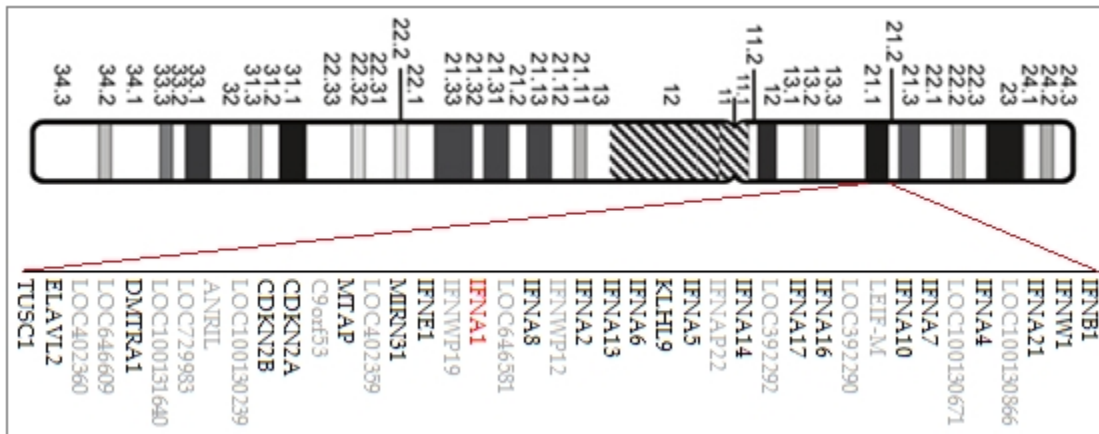 34.3
34.2
34.1
33.3
33.2
33.1
32
31.3
31.2
31.1
22.33
22.32
22.31
22.2
22.1
21.33
21.32
21.31
21.2
21.13
21.12
21.11
13
12
11
11.1
11.2
12
13.1
13.2
13.3
21.1
21.2
21.3
22.1
22.2
22.3
23
24.1
24.2
24.3
TUSC1
ELAVL2
LOC402360
LOC646609
DMTRA1
LOC100131640
LOC729983
ANRIL
LOC100130239
CDKN2B
CDKN2A
C9orf53
MTAP
LOC402359
MIRN31
IFNE1
IFNWP19
IFNA1
LOC646581
IFNA8
IFNWP12
IFNA2
IFNA13
IFNA6
KLHL9
IFNA5
IFNAP22
IFNA14
LOC392292
IFNA17
IFNA16
LOC392290
LEIF-M
IFNA10
IFNA7
LOC100130671
IFNA4
LOC100130866
IFNA21
IFNW1
IFNB1